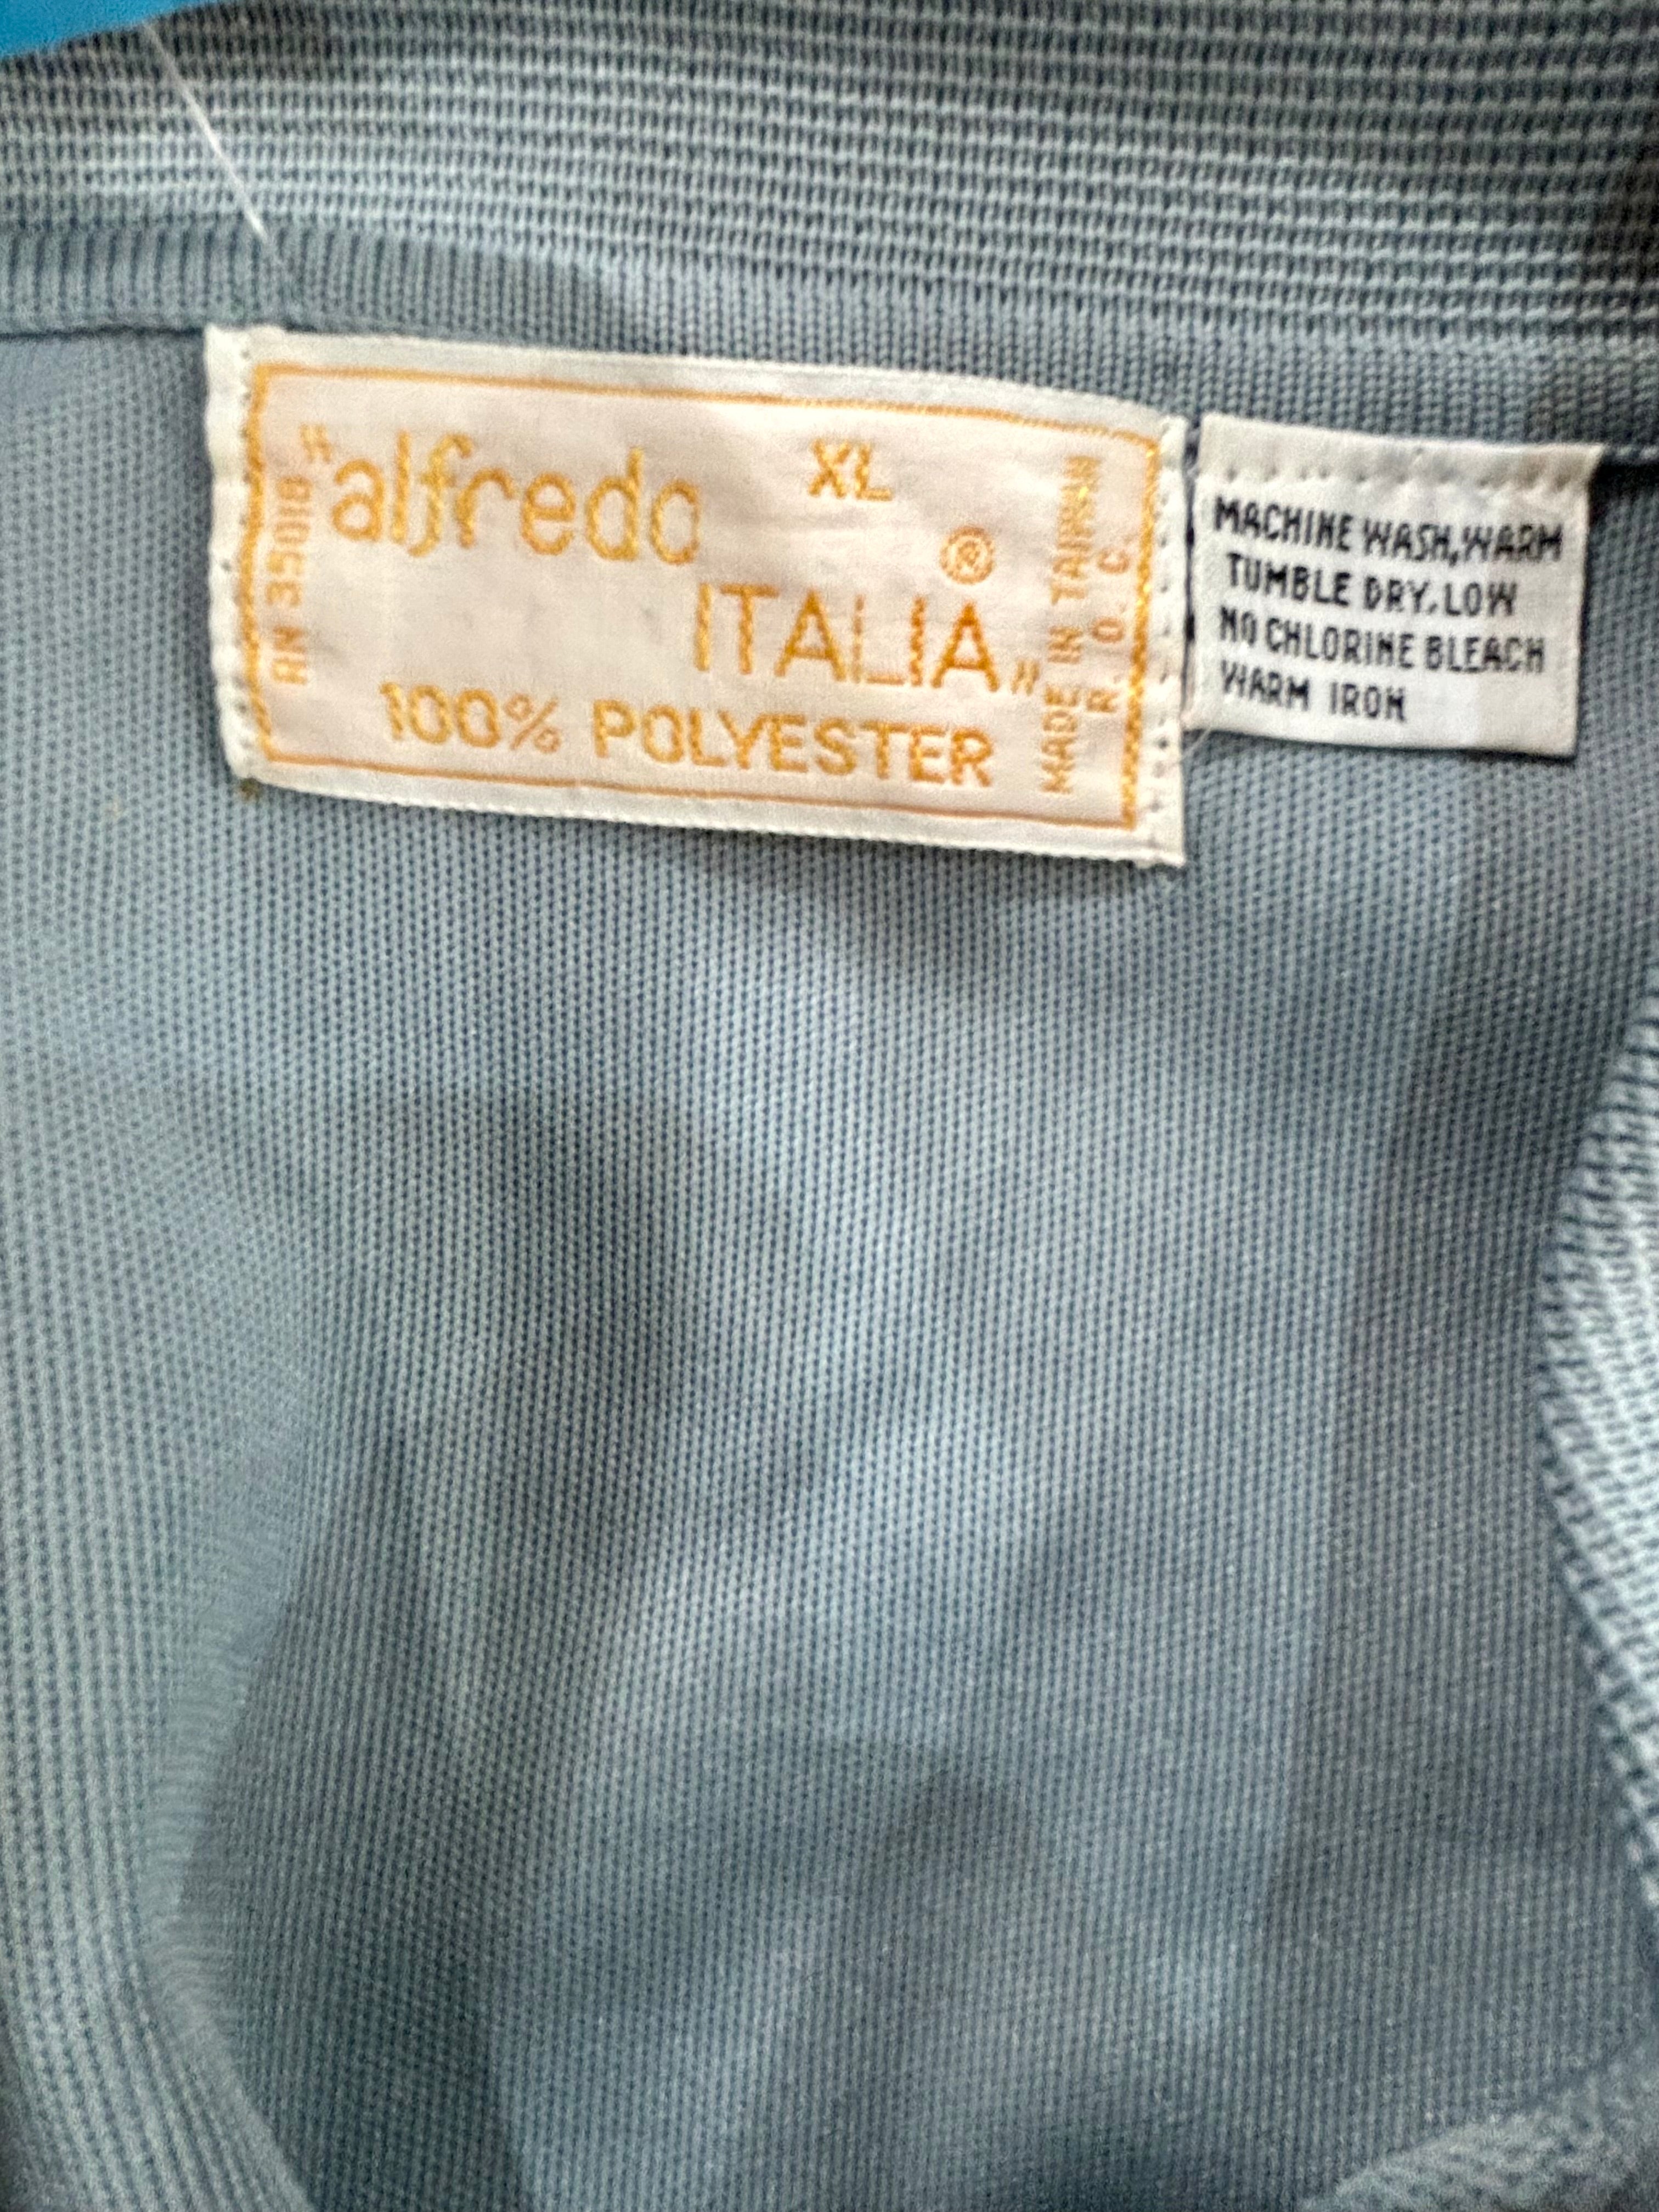 "alfredo
XL
®
ITALIA"
100% POLYESTER
RN 35010
MADE IN TAIWAN
R. O. C.
MACHINE WASH, WARM
TUMBLE DRY, LOW
NO CHLORINE BLEACH
WARM IRON